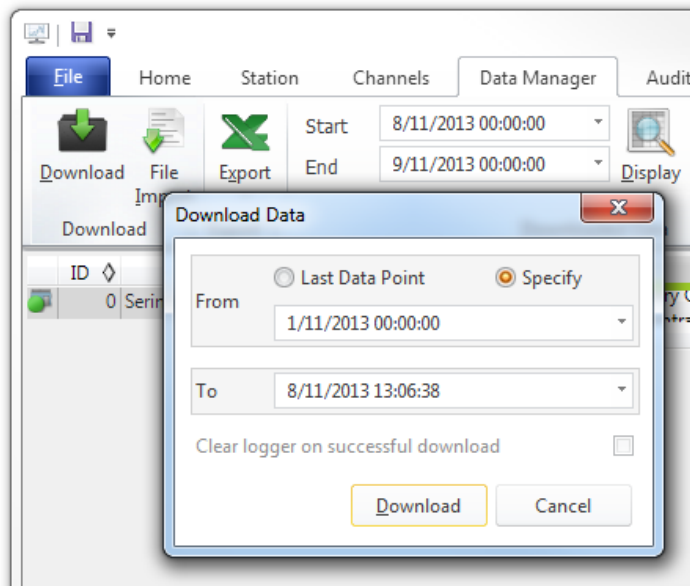 File Home Station Channels Data Manager Audit
Start 8/11/2013 00:00:00
Download File Export End 9/11/2013 00:00:00 Display
Download
Download Data
ID
0
Last Data Point Specify
From
1/11/2013 00:00:00
To 8/11/2013 13:06:38
Clear logger on successful download
Download Cancel